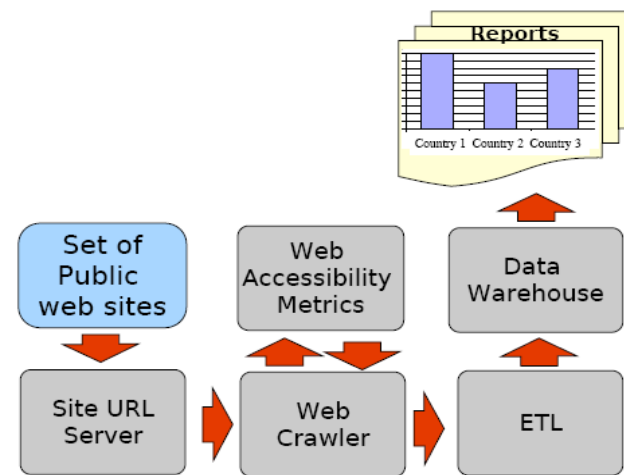 Reports
Country 1 Country 2 Country 3
Set of
Public
web sites
Web
Accessibility
Metrics
Data
Warehouse
Site URL
Server
Web
Crawler
ETL